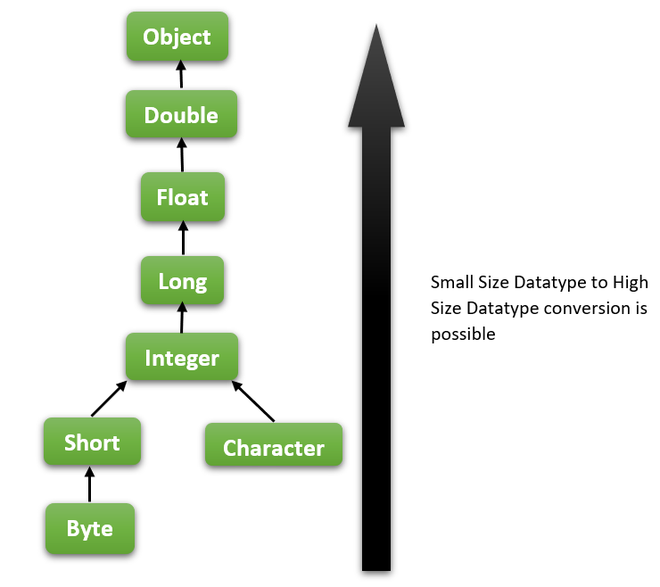 Object
Double
Float
Long
Small Size Datatype to High
Size Datatype conversion is
possible
Integer
Short
Character
Byte